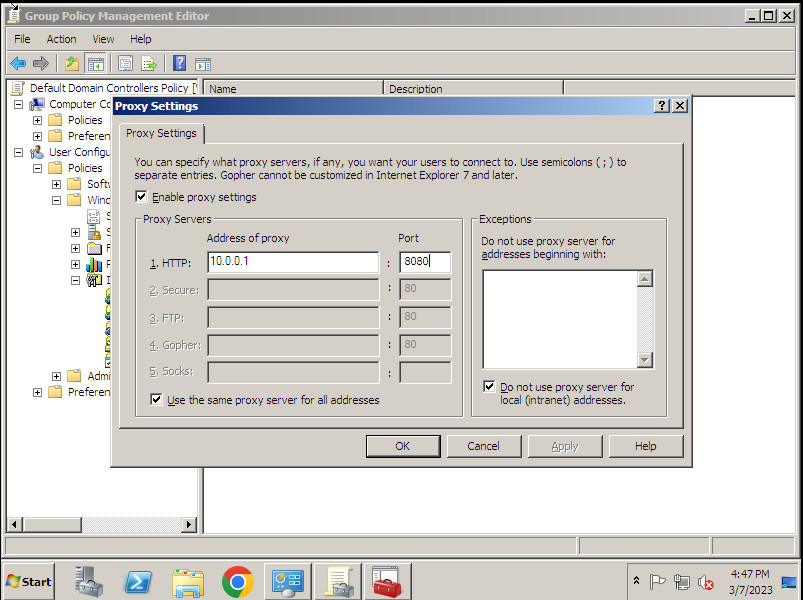 Group Policy Management Editor
File Action View Help
Default Domain Controllers Policy [
Name
Description
Computer Co
Policies
Preferen
User Configu
Policies
Soft
Wind
Admi
Preferen
Proxy Settings
Proxy Settings
You can specify what proxy servers, if any, you want your users to connect to. Use semicolons ( ; ) to
separate entries. Gopher cannot be customized in Internet Explorer 7 and later.
Enable proxy settings
Proxy Servers
Address of proxy
Port
1. HTTP: 10.0.0.1 : 8080
2. Secure: : 80
3. FTP: : 80
4. Gopher: : 80
5. Socks: :
Use the same proxy server for all addresses
Exceptions
Do not use proxy server for
addresses beginning with:
Do not use proxy server for
local (intranet) addresses.
OK Cancel Apply Help
Start
4:47 PM
3/7/2023